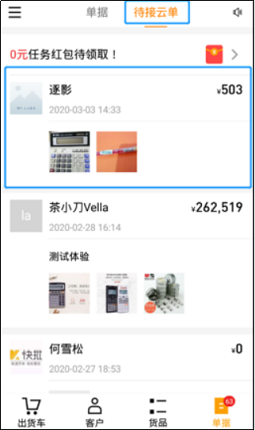 单据
待接云单
0元任务红包待领取！
逐影
¥503
2020-03-03 14:33
茶小刀Vella
¥262,519
la
2020-02-28 16:14
测试体验
何雪松
¥0
快批
2020-02-27 18:53
出货车
客户
货品
单据
63